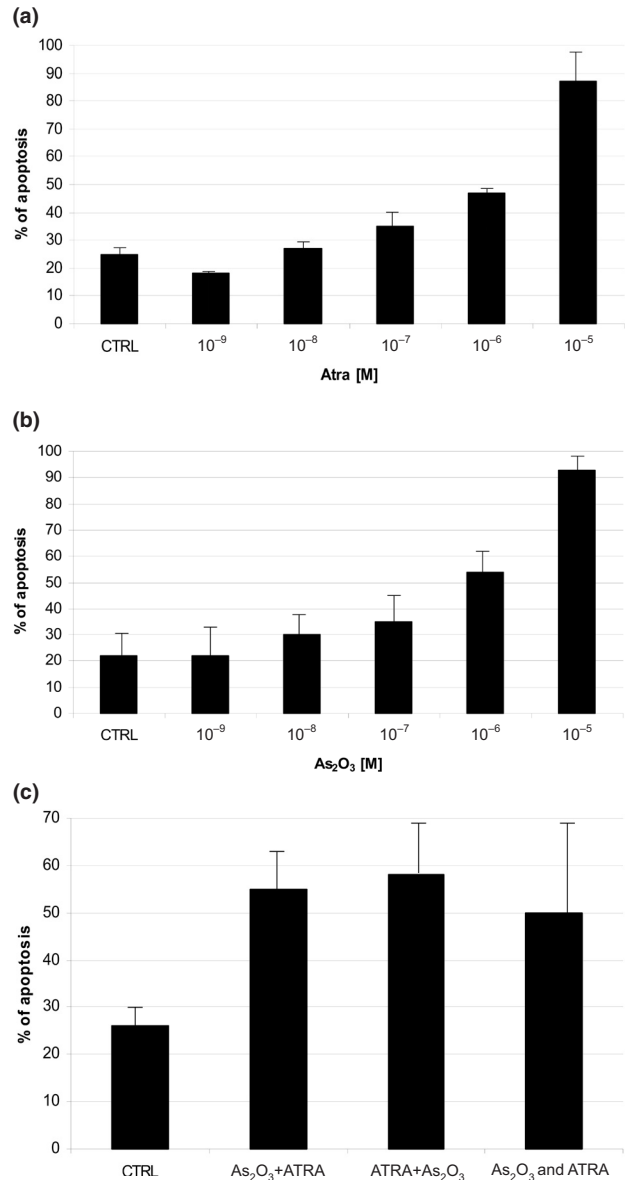 (a)
% of apoptosis
100
90
80
70
60
50
40
30
20
10
0
CTRL 10⁻⁹ 10⁻⁸ 10⁻⁷ 10⁻⁶ 10⁻⁵
Atra [M]
(b)
% of apoptosis
100
90
80
70
60
50
40
30
20
10
0
CTRL 10⁻⁹ 10⁻⁸ 10⁻⁷ 10⁻⁶ 10⁻⁵
As₂O₃ [M]
(c)
% of apoptosis
70
60
50
40
30
20
10
0
CTRL As₂O₃+ATRA ATRA+As₂O₃ As₂O₃ and ATRA